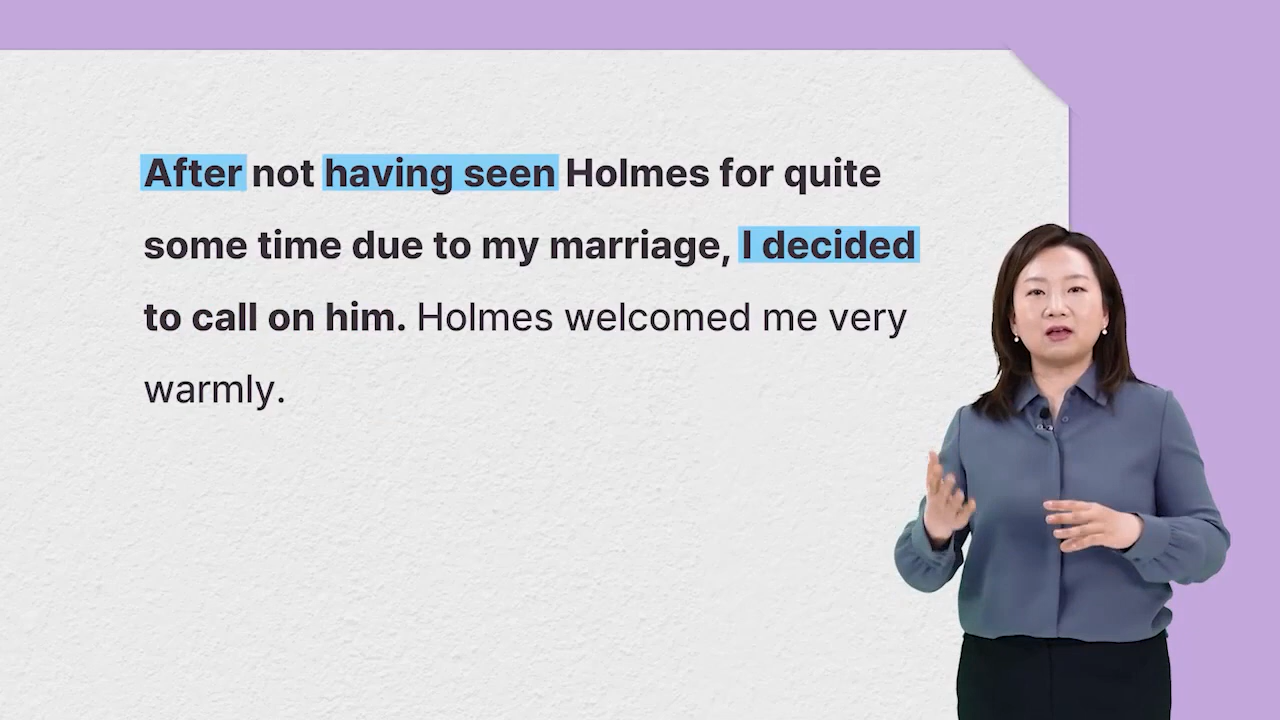 After not having seen Holmes for quite
some time due to my marriage, I decided
to call on him. Holmes welcomed me very
warmly.